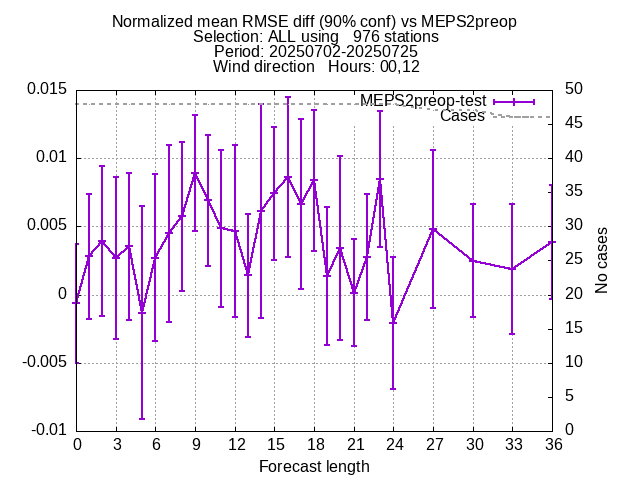 Normalized mean RMSE diff (90% conf) vs MEPS2preop
Selection: ALL using   976 stations
Period: 20250702-20250725
Wind direction   Hours: 00,12
MEPS2preop-test
Cases
0.015
0.01
0.005
0
-0.005
-0.01
50
45
40
35
30
25
20
15
10
5
0
No cases
0 3 6 9 12 15 18 21 24 27 30 33 36
Forecast length